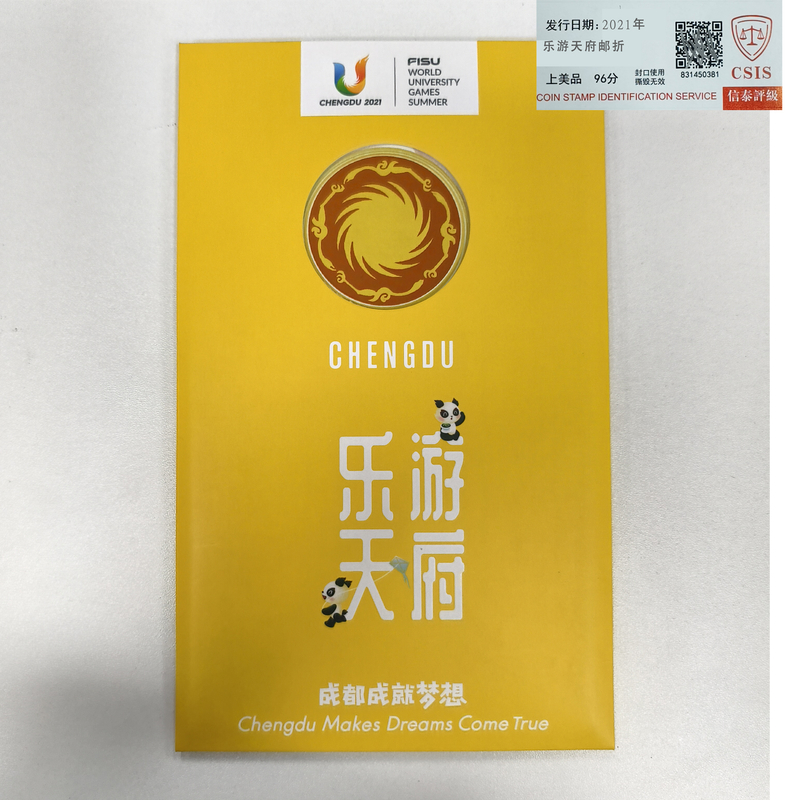 发行日期: 2021年
乐游天府邮折
上美品 96分
封口使用
撕毁无效
831450381
CSIS
COIN STAMP IDENTIFICATION SERVICE
信泰評級
CHENGDU 2021
FISU
WORLD
UNIVERSITY
GAMES
SUMMER
CHENGDU
乐游
天府
成都成就梦想
Chengdu Makes Dreams Come True